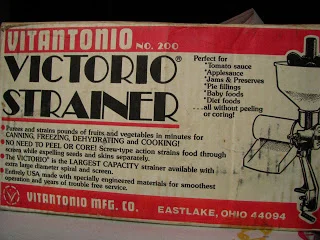 VITANTONIO NO. 200
VICTORIO®
STRAINER
Perfect for
*Tomato sauce
*Applesauce
*Jams & Preserves
*Pie fillings
*Baby foods
*Diet foods
...all without peeling
or coring!
• Purees and strains pounds of fruits and vegetables in minutes for
CANNING, FREEZING, DEHYDRATING and COOKING!
• NO NEED TO PEEL OR CORE! Screw-type action strains food through
screen while expelling seeds and skins separately.
• The VICTORIO® is the LARGEST CAPACITY strainer available with
extra large diameter spiral and screen.
• Entirely USA made with specially engineered materials for smoothest
operation and years of trouble free service.
V VITANTONIO MFG. CO. EASTLAKE, OHIO 44094